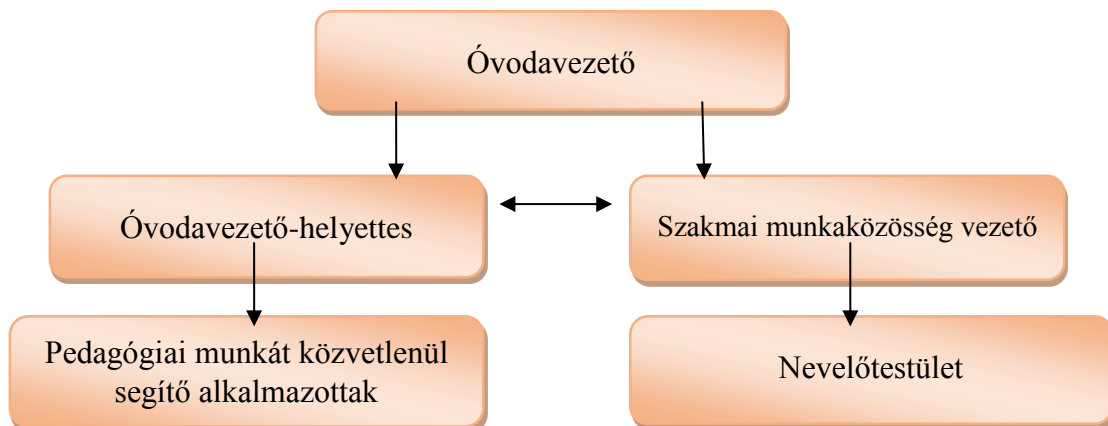 Óvodavezető
Óvodavezető-helyettes
Szakmai munkaközösség vezető
Pedagógiai munkát közvetlenül
segítő alkalmazottak
Nevelőtestület